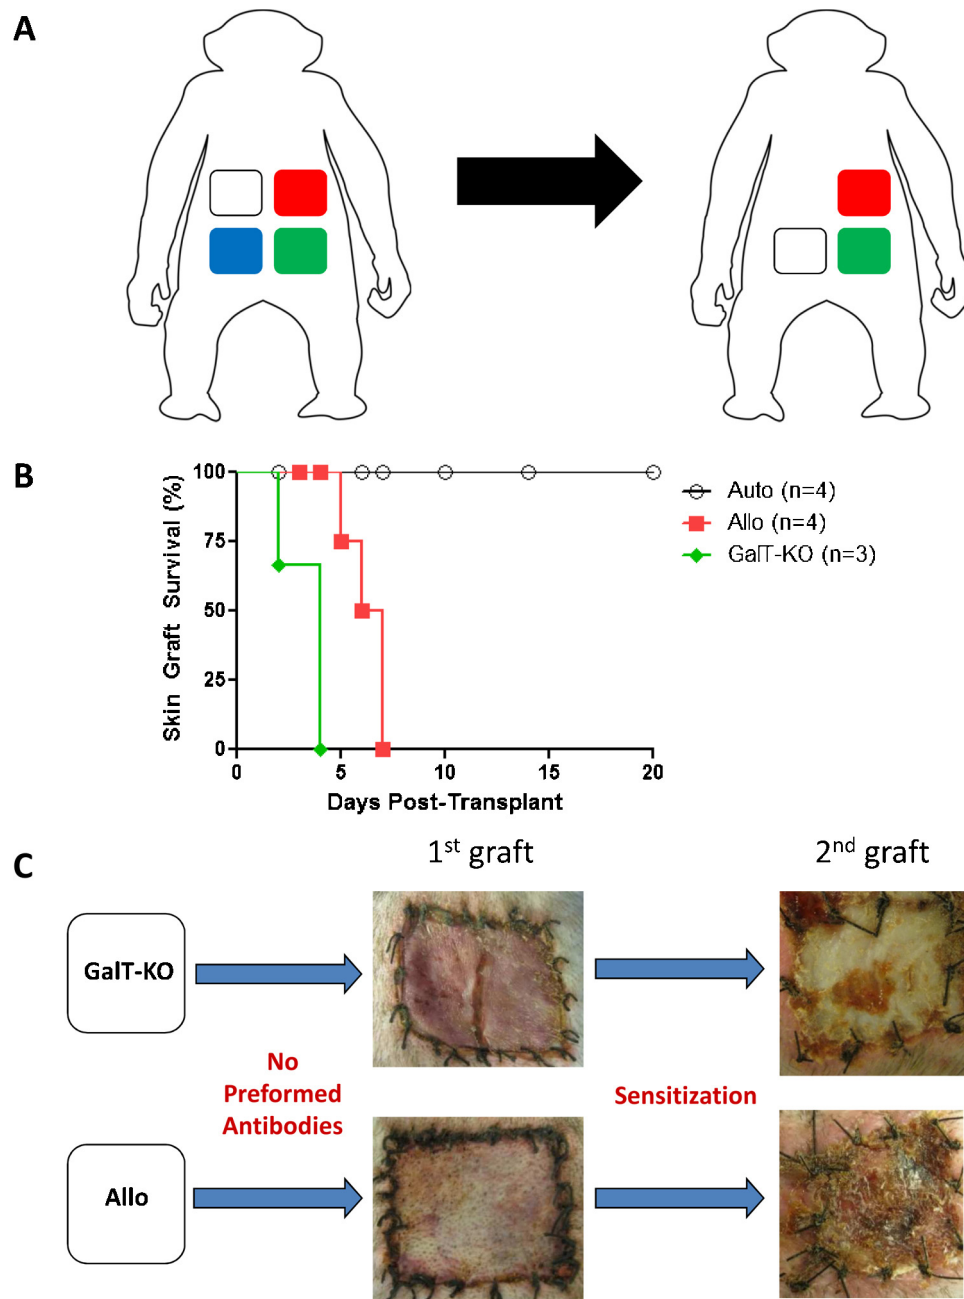 A
B
Skin Graft Survival (%)
100
75
50
25
0
0 5 10 15 20
Days Post-Transplant
Auto (n=4)
Allo (n=4)
GalT-KO (n=3)
C
1st graft
2nd graft
GalT-KO
No
Preformed
Antibodies
Sensitization
Allo